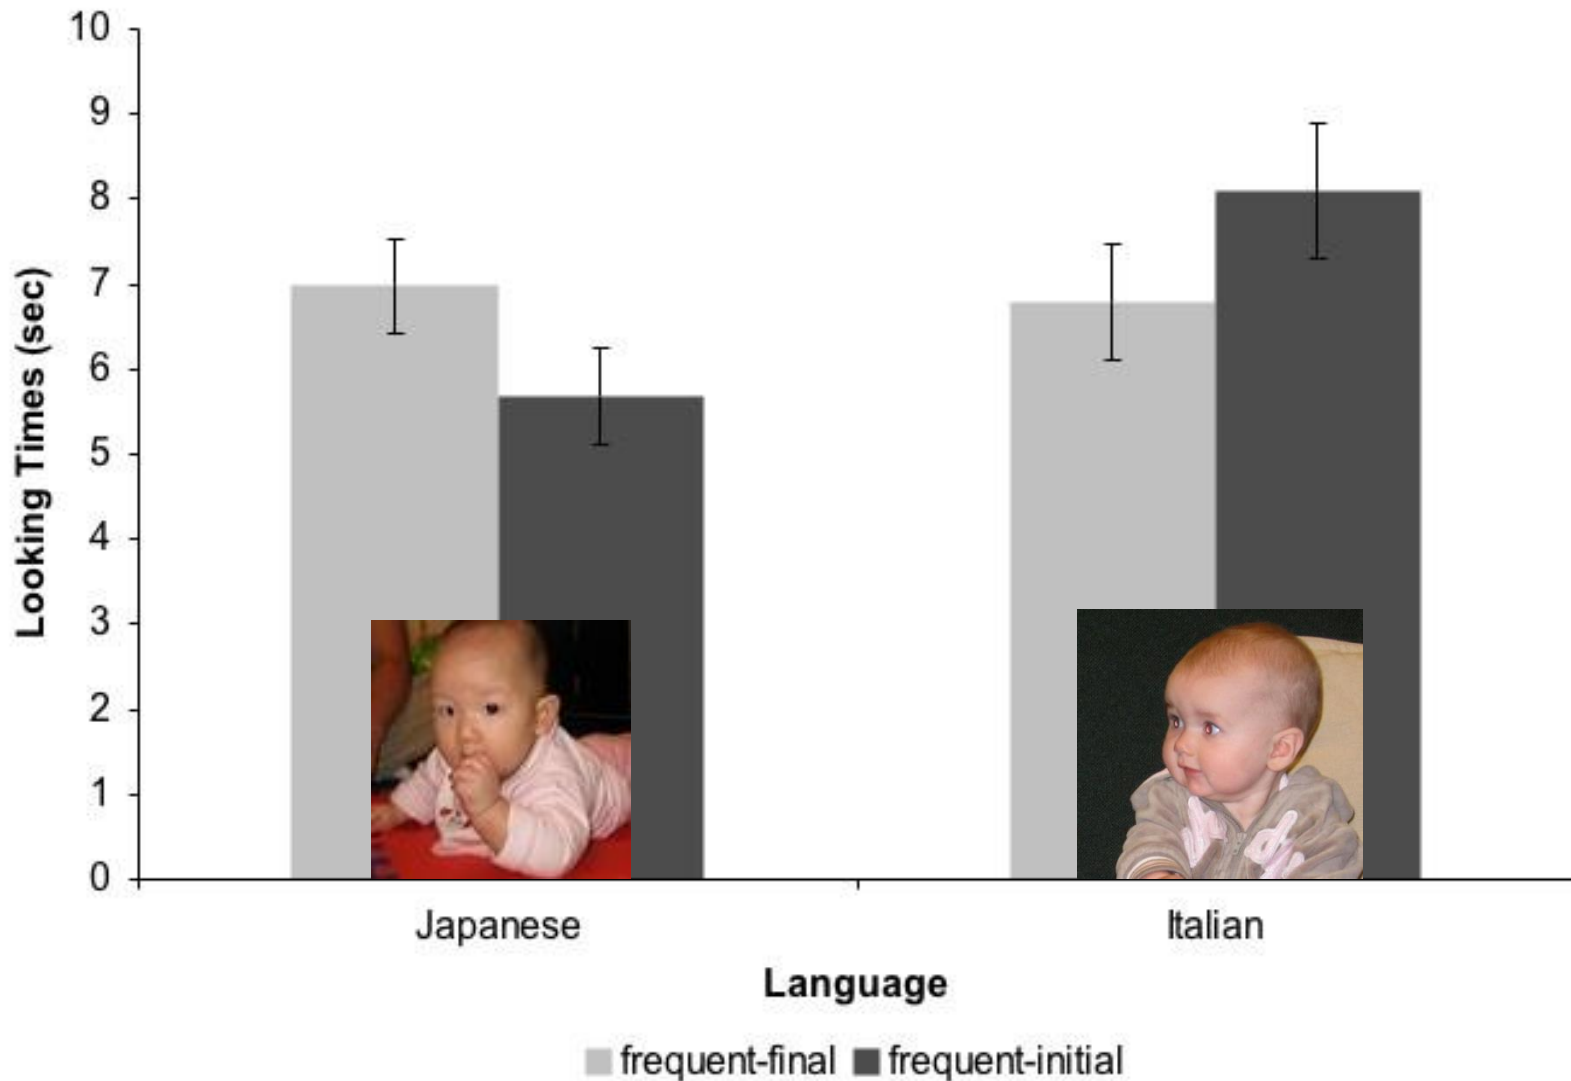 10
9
8
7
6
5
4
3
2
1
0
Looking Times (sec)
Japanese Italian
Language
frequent-final frequent-initial